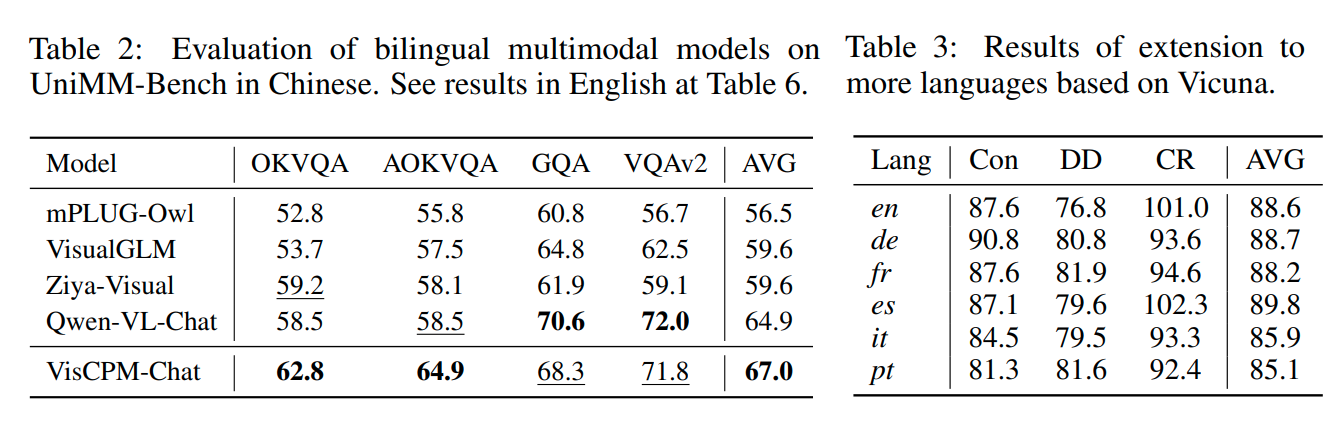 Table 2: Evaluation of bilingual multimodal models on
UniMM-Bench in Chinese. See results in English at Table 6.
Model OKVQA AOKVQA GQA VQAv2 AVG
mPLUG-Owl 52.8 55.8 60.8 56.7 56.5
VisualGLM 53.7 57.5 64.8 62.5 59.6
Ziya-Visual 59.2 58.1 61.9 59.1 59.6
Qwen-VL-Chat 58.5 58.5 70.6 72.0 64.9
VisCPM-Chat 62.8 64.9 68.3 71.8 67.0
Table 3: Results of extension to
more languages based on Vicuna.
Lang Con DD CR AVG
en 87.6 76.8 101.0 88.6
de 90.8 80.8 93.6 88.7
fr 87.6 81.9 94.6 88.2
es 87.1 79.6 102.3 89.8
it 84.5 79.5 93.3 85.9
pt 81.3 81.6 92.4 85.1